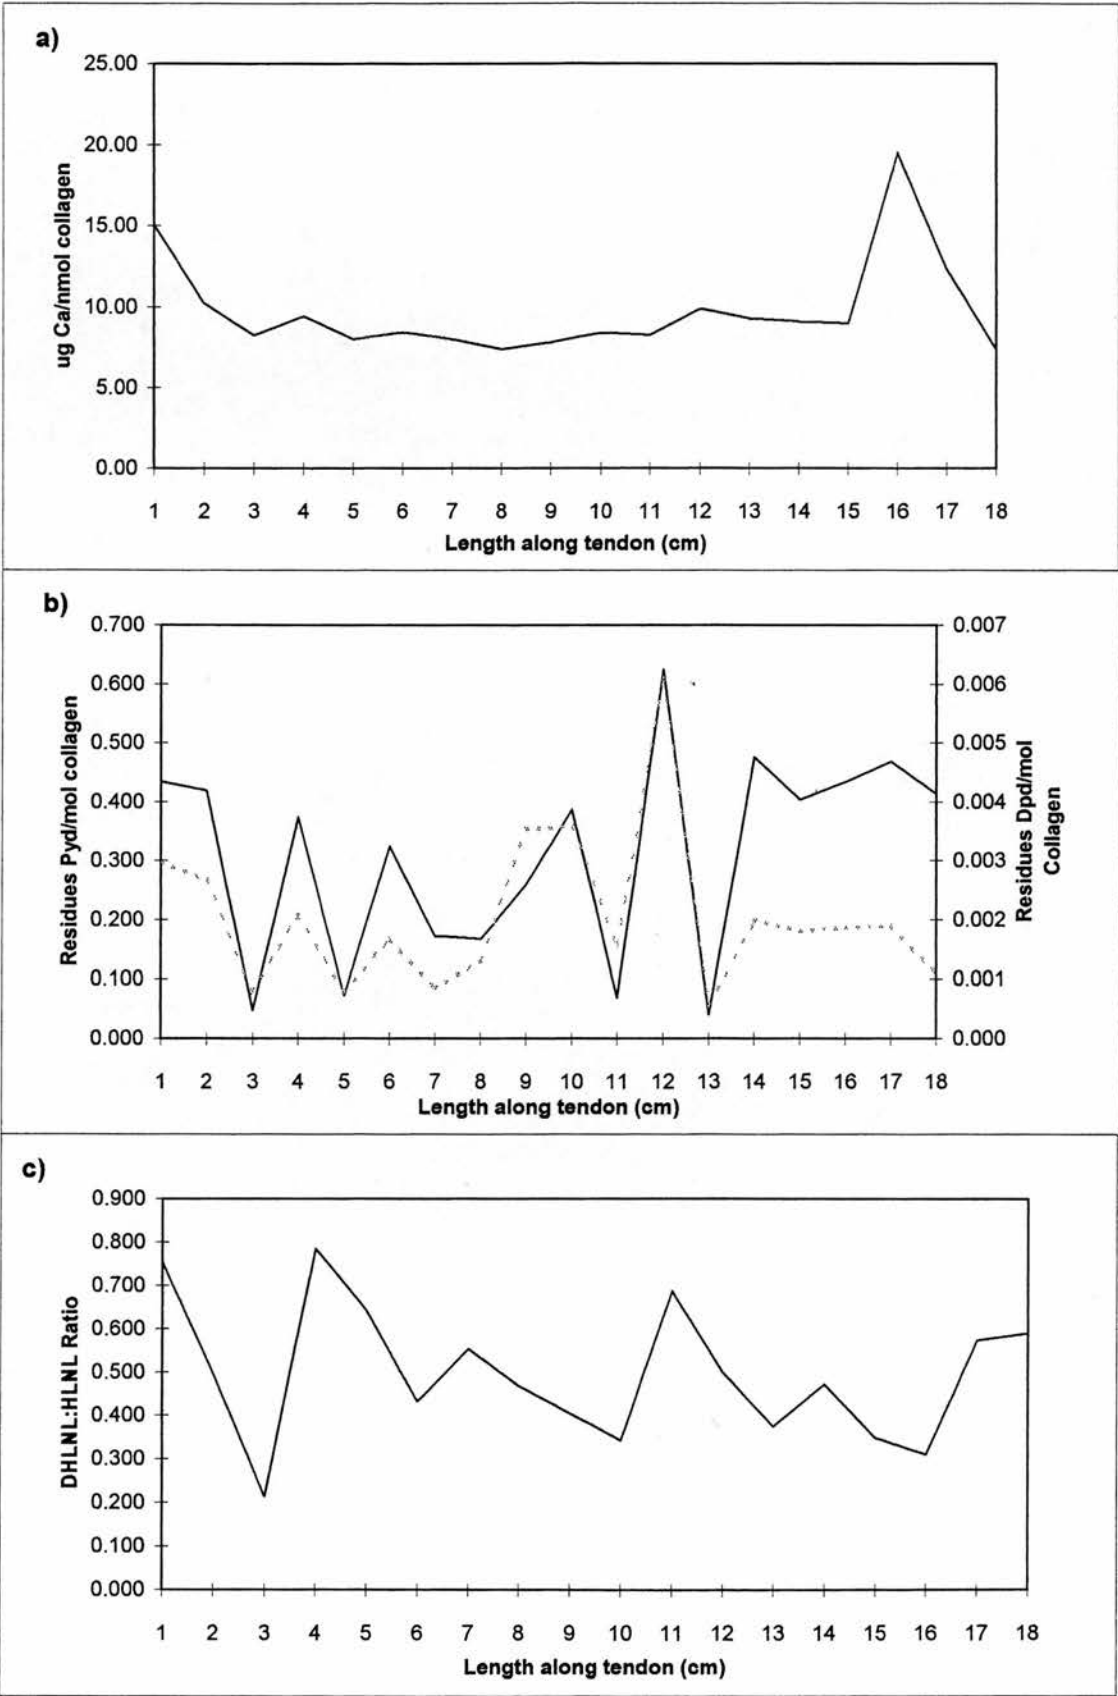 a)
25.00
20.00
15.00
10.00
5.00
0.00
ug Ca/nmol collagen
1 2 3 4 5 6 7 8 9 10 11 12 13 14 15 16 17 18
Length along tendon (cm)
b)
0.700
0.600
0.500
0.400
0.300
0.200
0.100
0.000
Residues Pyd/mol collagen
0.007
0.006
0.005
0.004
0.003
0.002
0.001
0.000
Residues Dpd/mol
Collagen
1 2 3 4 5 6 7 8 9 10 11 12 13 14 15 16 17 18
Length along tendon (cm)
c)
0.900
0.800
0.700
0.600
0.500
0.400
0.300
0.200
0.100
0.000
DHLNL:HLNL Ratio
1 2 3 4 5 6 7 8 9 10 11 12 13 14 15 16 17 18
Length along tendon (cm)